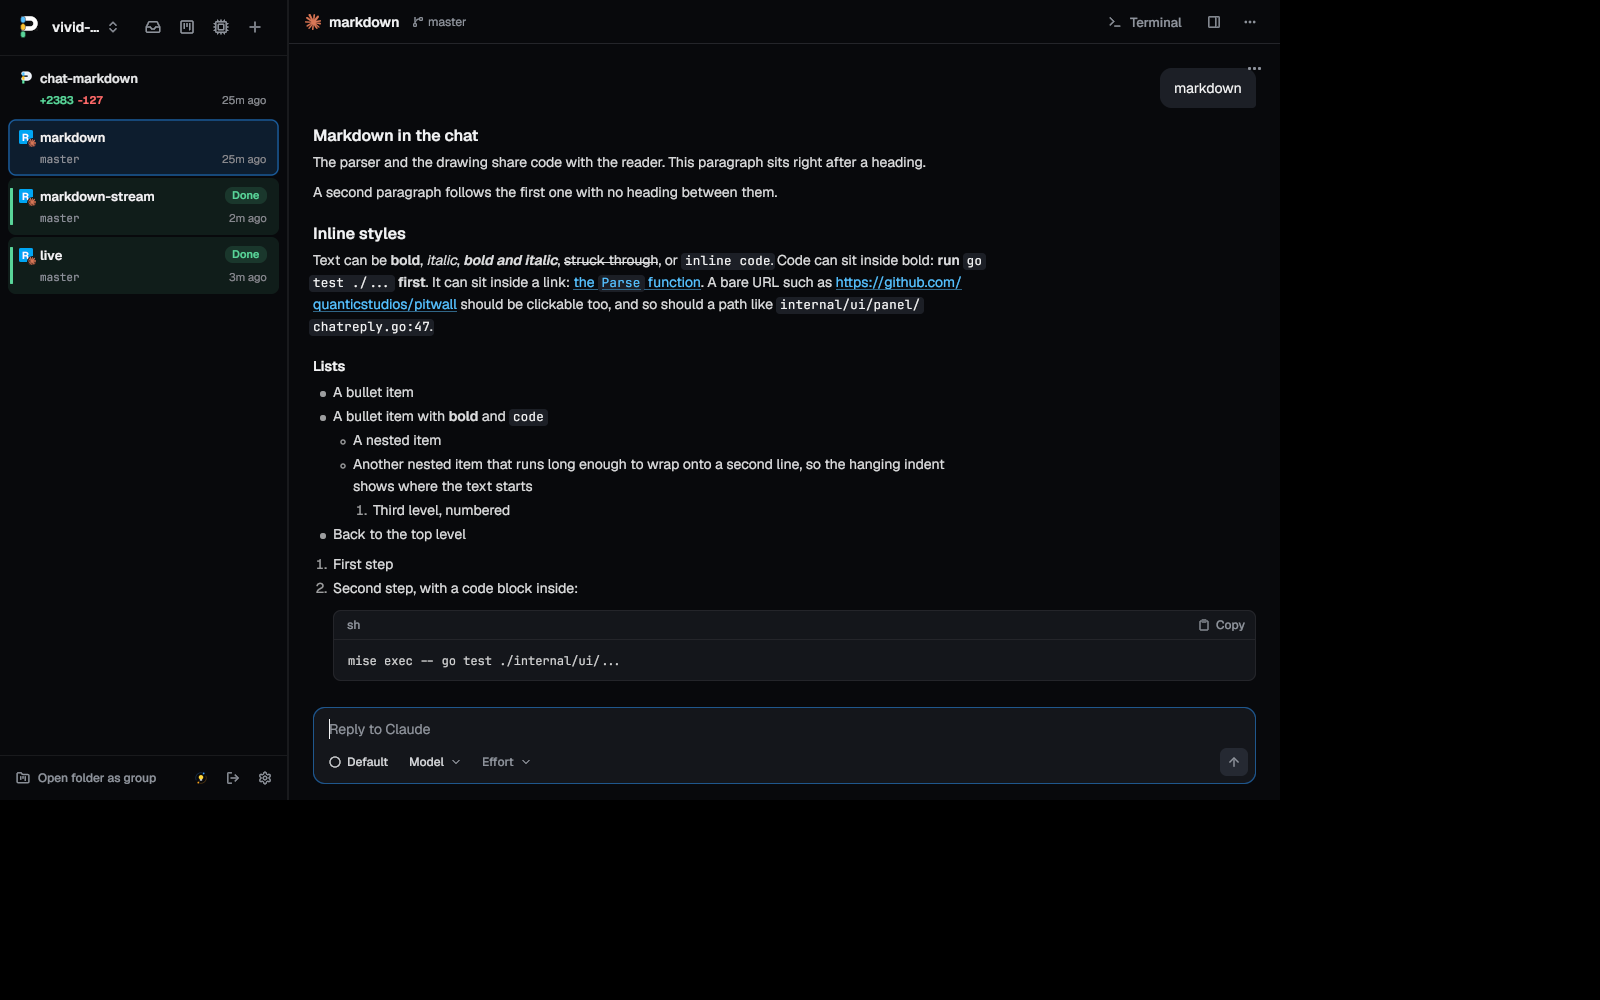 vivid-...
markdown
master
Terminal
chat-markdown
+2383 -127
25m ago
markdown
master
25m ago
markdown-stream
Done
master
2m ago
live
Done
master
3m ago
Open folder as group
markdown
Markdown in the chat
The parser and the drawing share code with the reader. This paragraph sits right after a heading.
A second paragraph follows the first one with no heading between them.
Inline styles
Text can be bold, italic, bold and italic, struck through, or inline code. Code can sit inside bold: run go
test ./... first. It can sit inside a link: the Parse function. A bare URL such as https://github.com/
quanticstudios/pitwall should be clickable too, and so should a path like internal/ui/panel/
chatreply.go:47.
Lists
A bullet item
A bullet item with bold and code
A nested item
Another nested item that runs long enough to wrap onto a second line, so the hanging indent
shows where the text starts
1. Third level, numbered
Back to the top level
1. First step
2. Second step, with a code block inside:
sh
Copy
mise exec -- go test ./internal/ui/...
Reply to Claude
Default
Model
Effort